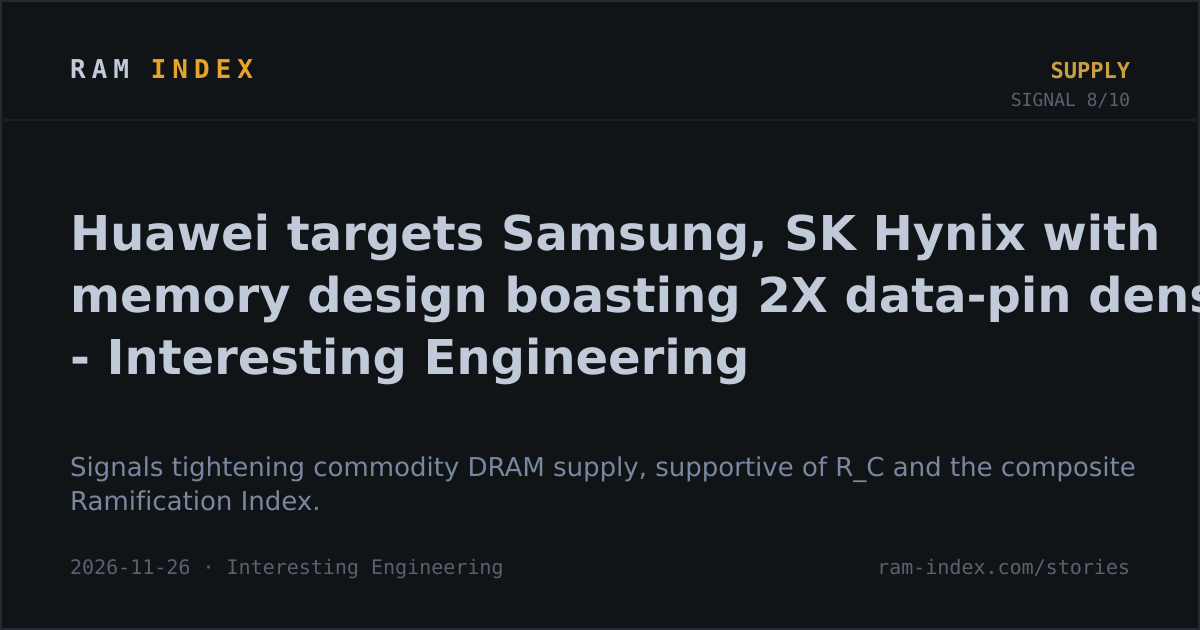 RAM INDEX
SUPPLY
SIGNAL 8/10
Huawei targets Samsung, SK Hynix with
memory design boasting 2X data-pin dens
- Interesting Engineering
Signals tightening commodity DRAM supply, supportive of R_C and the composite
Ramification Index.
2026-11-26 · Interesting Engineering
ram-index.com/stories